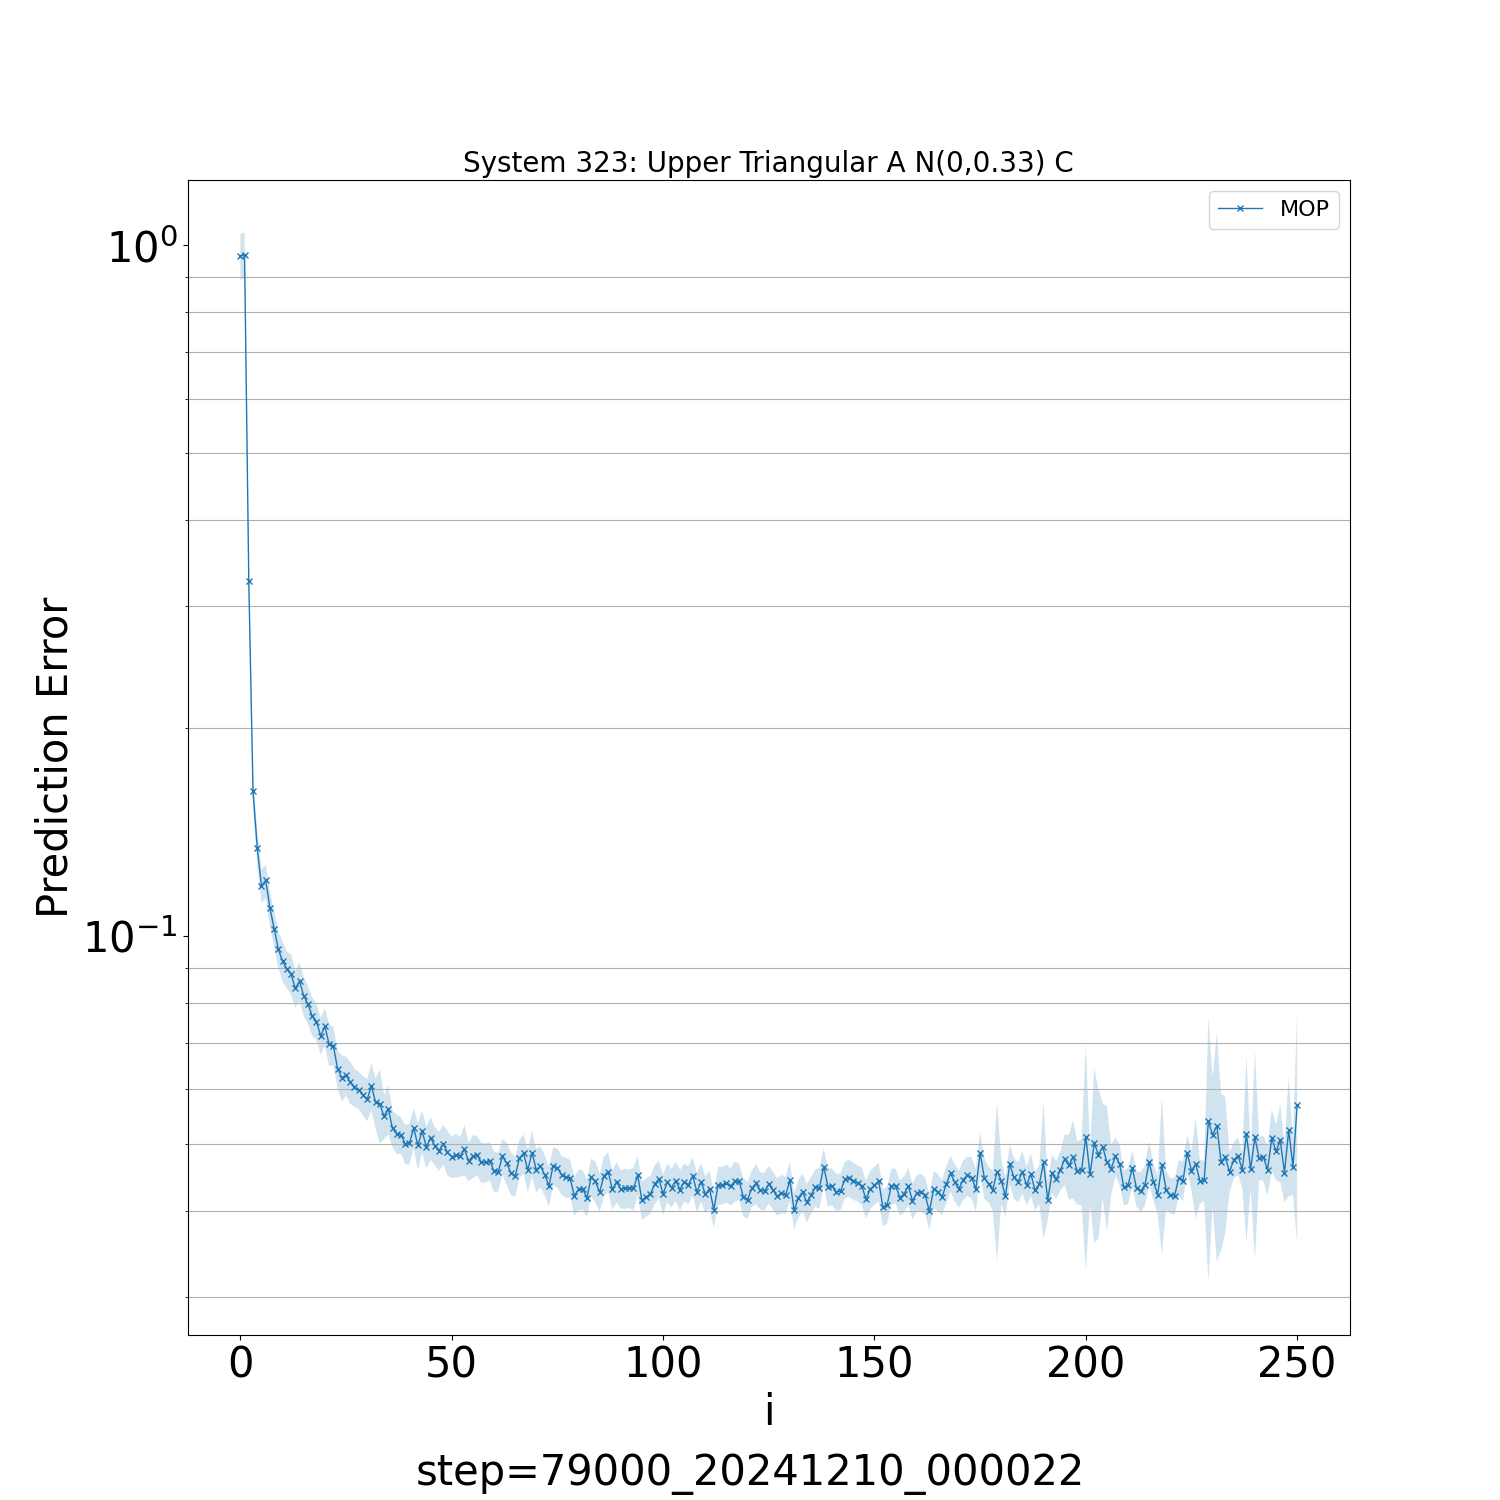 System 323: Upper Triangular A N(0,0.33) C
MOP
10⁰
10⁻¹
Prediction Error
0 50 100 150 200 250
i
step=79000_20241210_000022